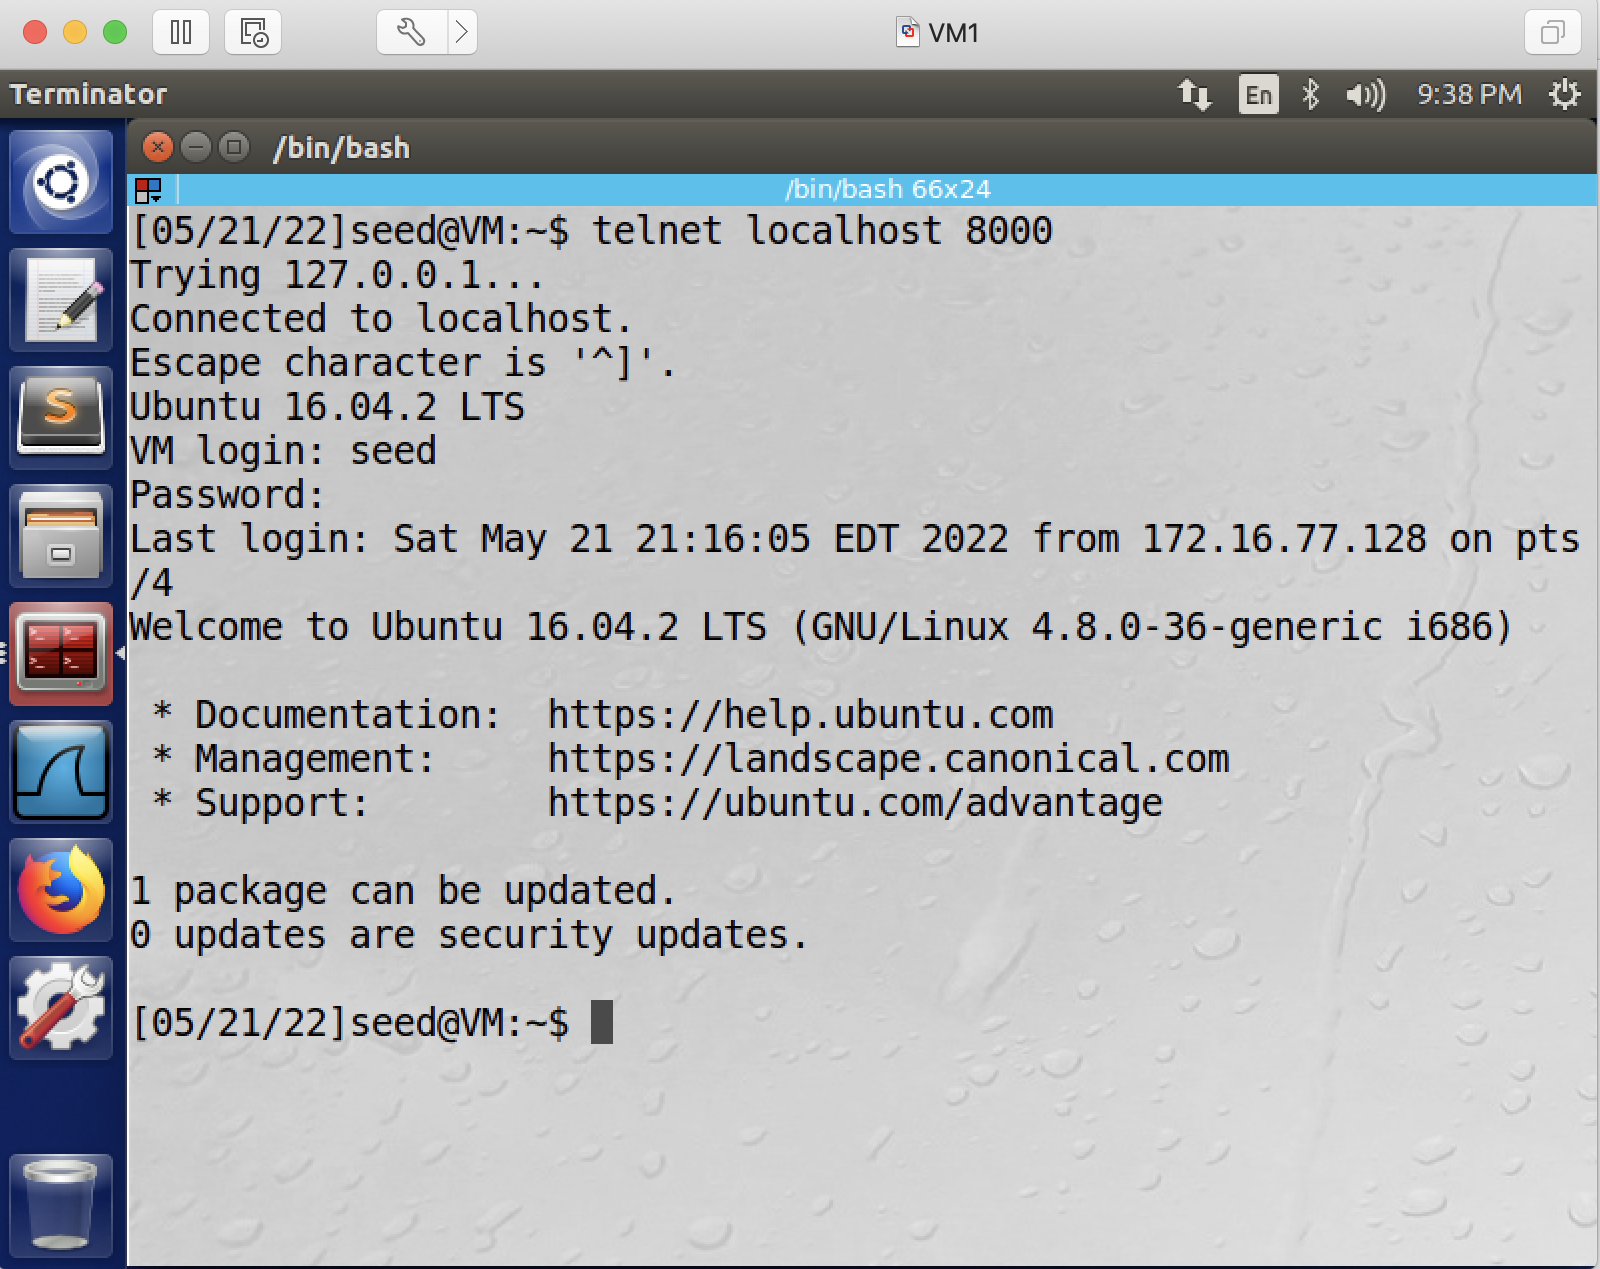 VM1
Terminator
En
9:38 PM
/bin/bash
/bin/bash 66x24
[05/21/22]seed@VM:~$ telnet localhost 8000
Trying 127.0.0.1...
Connected to localhost.
Escape character is '^]'.
Ubuntu 16.04.2 LTS
VM login: seed
Password:
Last login: Sat May 21 21:16:05 EDT 2022 from 172.16.77.128 on pts
/4
Welcome to Ubuntu 16.04.2 LTS (GNU/Linux 4.8.0-36-generic i686)
 * Documentation:  https://help.ubuntu.com
 * Management:     https://landscape.canonical.com
 * Support:        https://ubuntu.com/advantage
1 package can be updated.
0 updates are security updates.
[05/21/22]seed@VM:~$